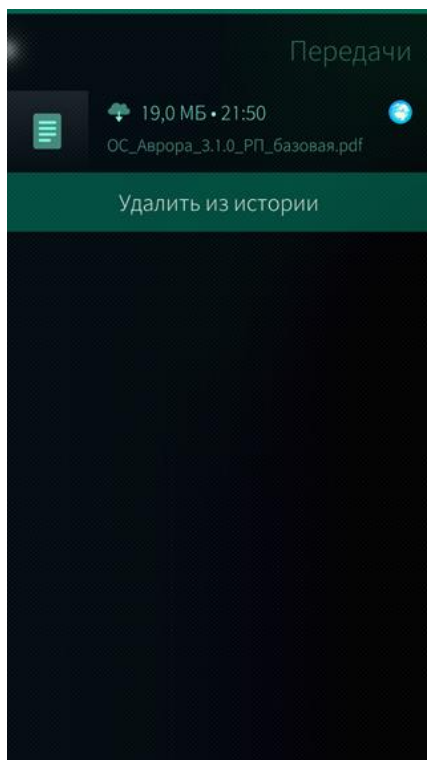 Передачи
19,0 МБ • 21:50
ОС_Аврора_3.1.0_РП_базовая.pdf
Удалить из истории